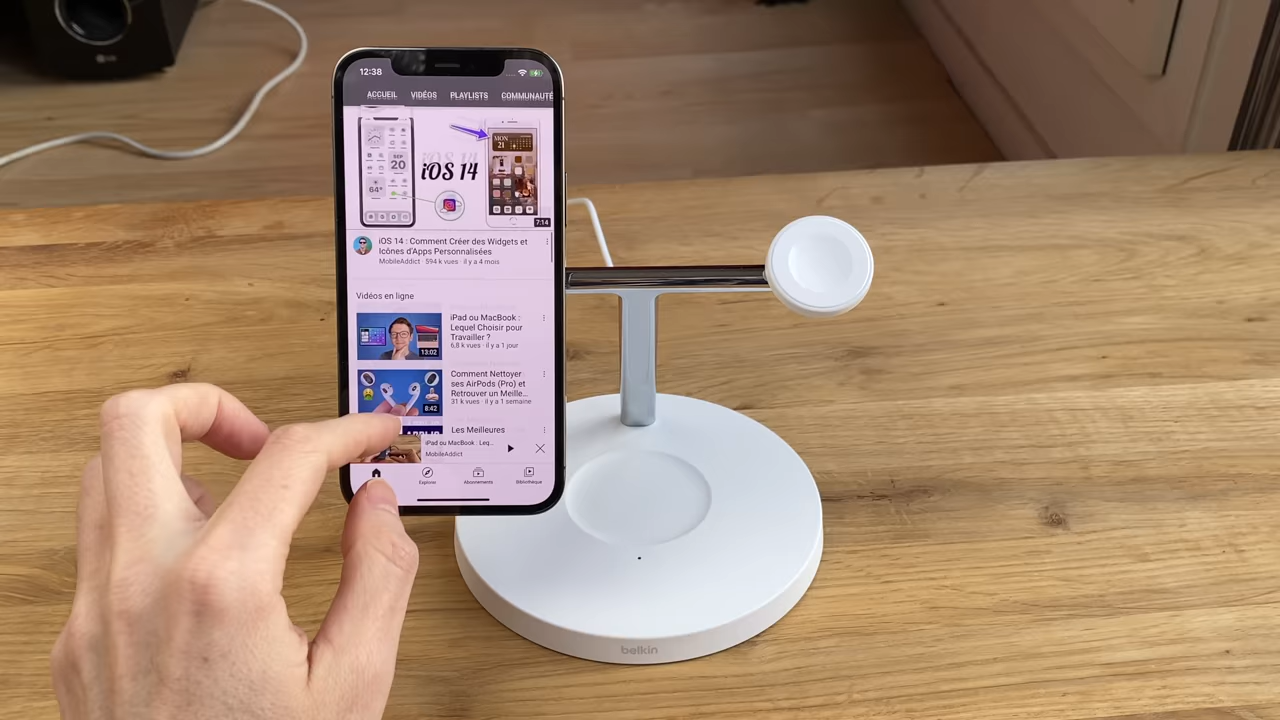 12:38
ACCUEIL VIDÉOS PLAYLISTS COMMUNAUTÉ
MON
21
SEP
20
64°
iOS 14
7:14
iOS 14 : Comment Créer des Widgets et
Icônes d'Apps Personnalisées
MobileAddict · 594 k vues · il y a 4 mois
Vidéos en ligne
iPad ou MacBook :
Lequel Choisir pour
Travailler ?
6,8 k vues · il y a 1 jour
13:02
Comment Nettoyer
ses AirPods (Pro) et
Retrouver un Meille...
31 k vues · il y a 1 semaine
8:42
Les Meilleures
iPad ou MacBook : Leq...
MobileAddict
Explorer Abonnements Bibliothèque
belkin
LG